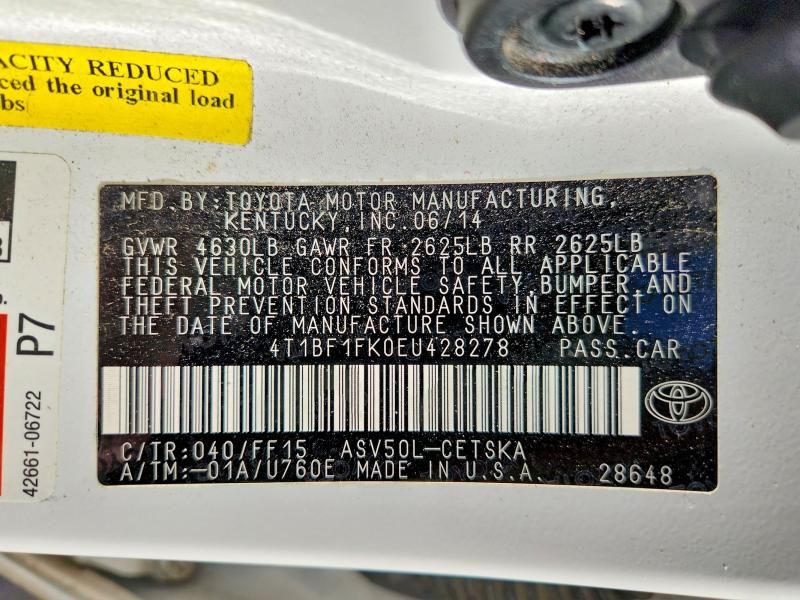 ACITY REDUCED
ced the original load
bs
MFD. BY: TOYOTA MOTOR MANUFACTURING,
KENTUCKY, INC. 06/14
GVWR 4630LB GAWR FR 2625LB RR 2625LB
THIS VEHICLE CONFORMS TO ALL APPLICABLE
FEDERAL MOTOR VEHICLE SAFETY, BUMPER, AND
THEFT PREVENTION STANDARDS IN EFFECT ON
THE DATE OF MANUFACTURE SHOWN ABOVE.
4T1BF1FK0EU428278 PASS. CAR
C/TR: 040/FF15 ASV50L-CETSKA
A/TM: -01A/U760E MADE IN U.S.A. 28648
P7
42661-06722